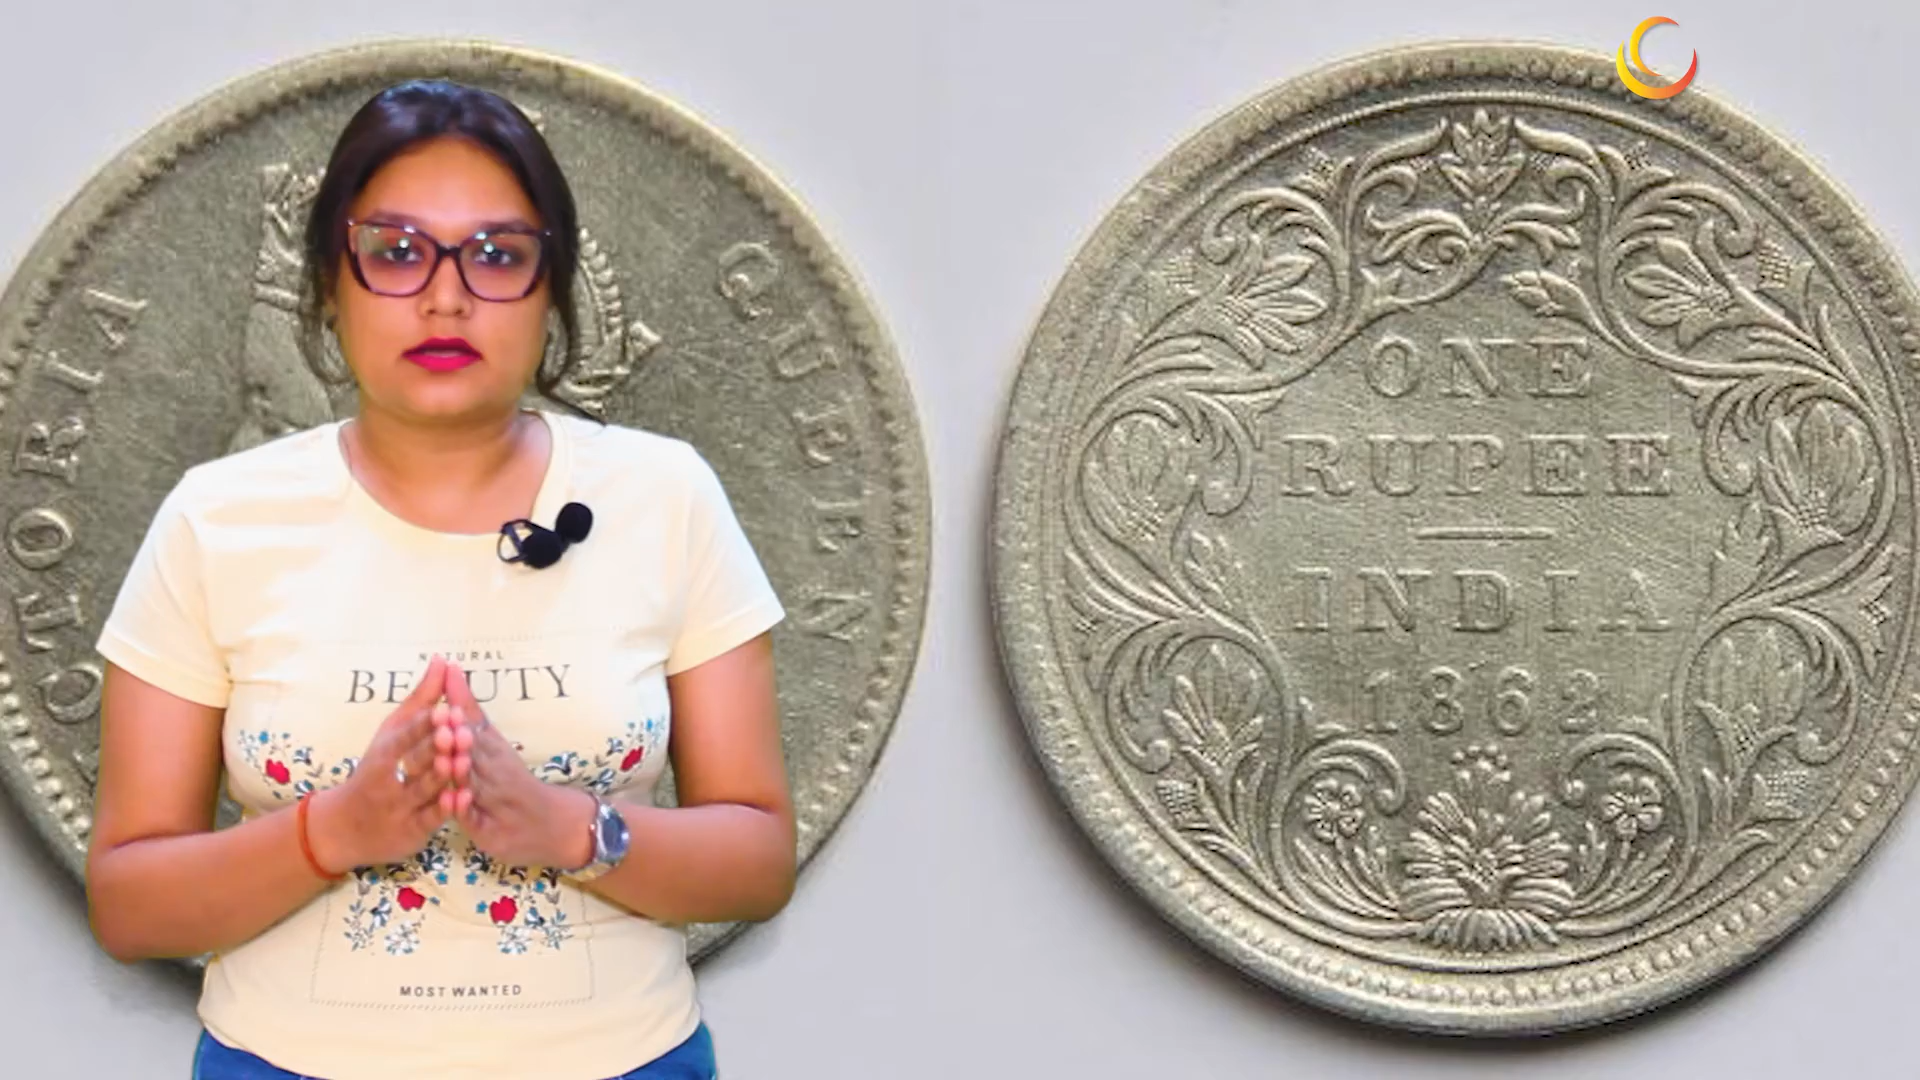 VICTORIA QUEEN
ONE
RUPEE
INDIA
1862
NATURAL
BEAUTY
MOST WANTED